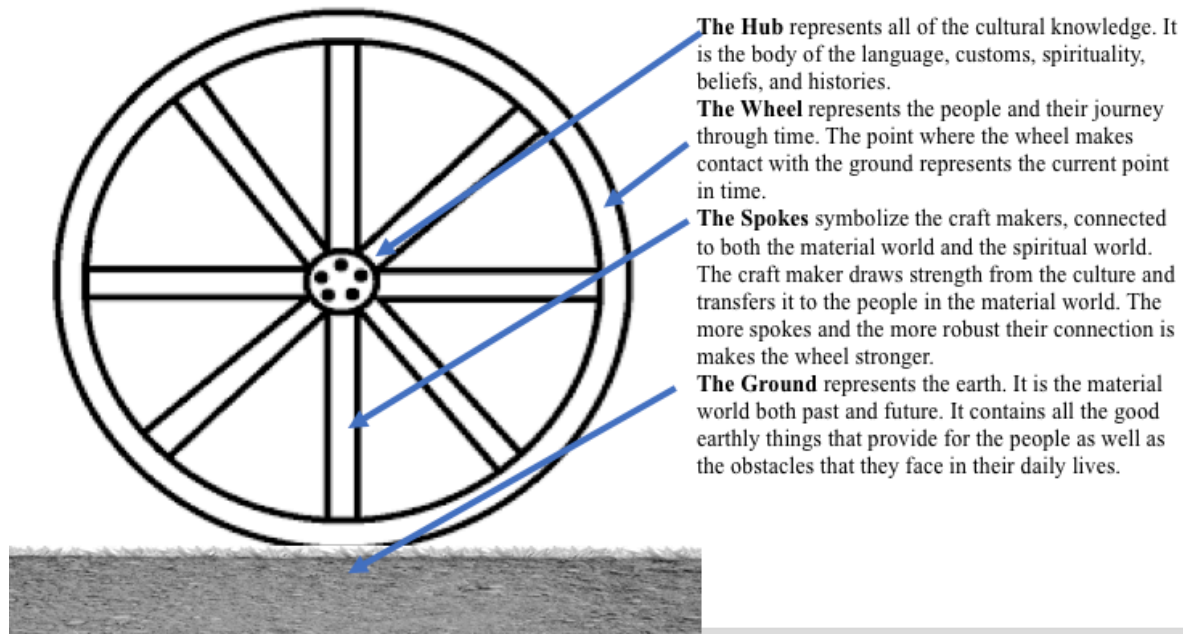 The Hub represents all of the cultural knowledge. It
is the body of the language, customs, spirituality,
beliefs, and histories.
The Wheel represents the people and their journey
through time. The point where the wheel makes
contact with the ground represents the current point
in time.
The Spokes symbolize the craft makers, connected
to both the material world and the spiritual world.
The craft maker draws strength from the culture and
transfers it to the people in the material world. The
more spokes and the more robust their connection is
makes the wheel stronger.
The Ground represents the earth. It is the material
world both past and future. It contains all the good
earthly things that provide for the people as well as
the obstacles that they face in their daily lives.